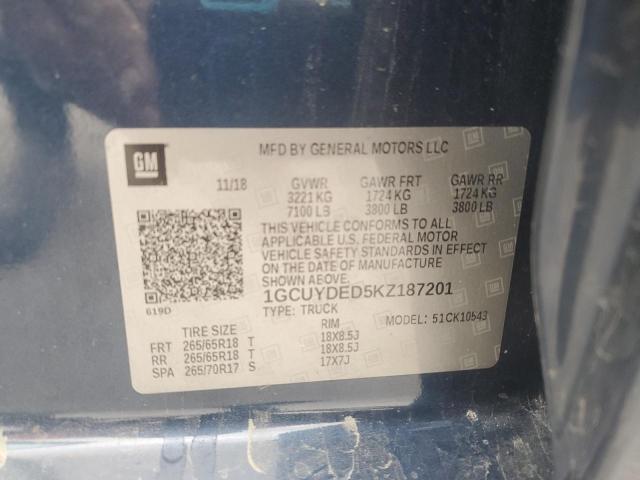 GM
MFD BY GENERAL MOTORS LLC
11/18 GVWR GAWR FRT GAWR RR
3221 KG 1724 KG 1724 KG
7100 LB 3800 LB 3800 LB
THIS VEHICLE CONFORMS TO ALL
APPLICABLE U.S. FEDERAL MOTOR
VEHICLE SAFETY STANDARDS IN EFFECT
ON THE DATE OF MANUFACTURE
SHOWN ABOVE.
619D
1GCUYDED5KZ187201
TYPE: TRUCK MODEL: 51CK10543
TIRE SIZE RIM
FRT 265/65R18 T 18X8.5J
RR 265/65R18 T 18X8.5J
SPA 265/70R17 S 17X7J